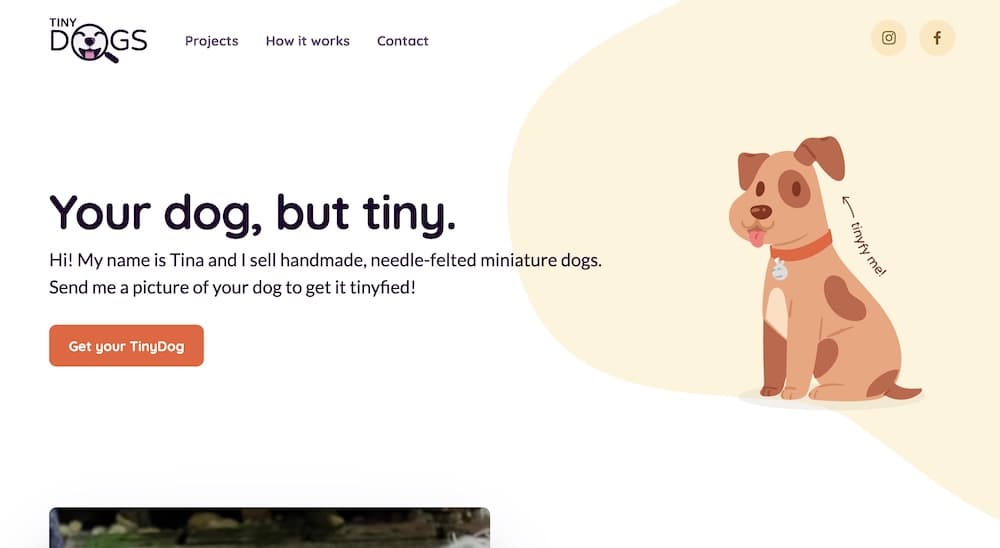 TINY
DOGS
Projects
How it works
Contact
Your dog, but tiny.
Hi! My name is Tina and I sell handmade, needle-felted miniature dogs.
Send me a picture of your dog to get it tinyfied!
Get your TinyDog
tinyfy me!